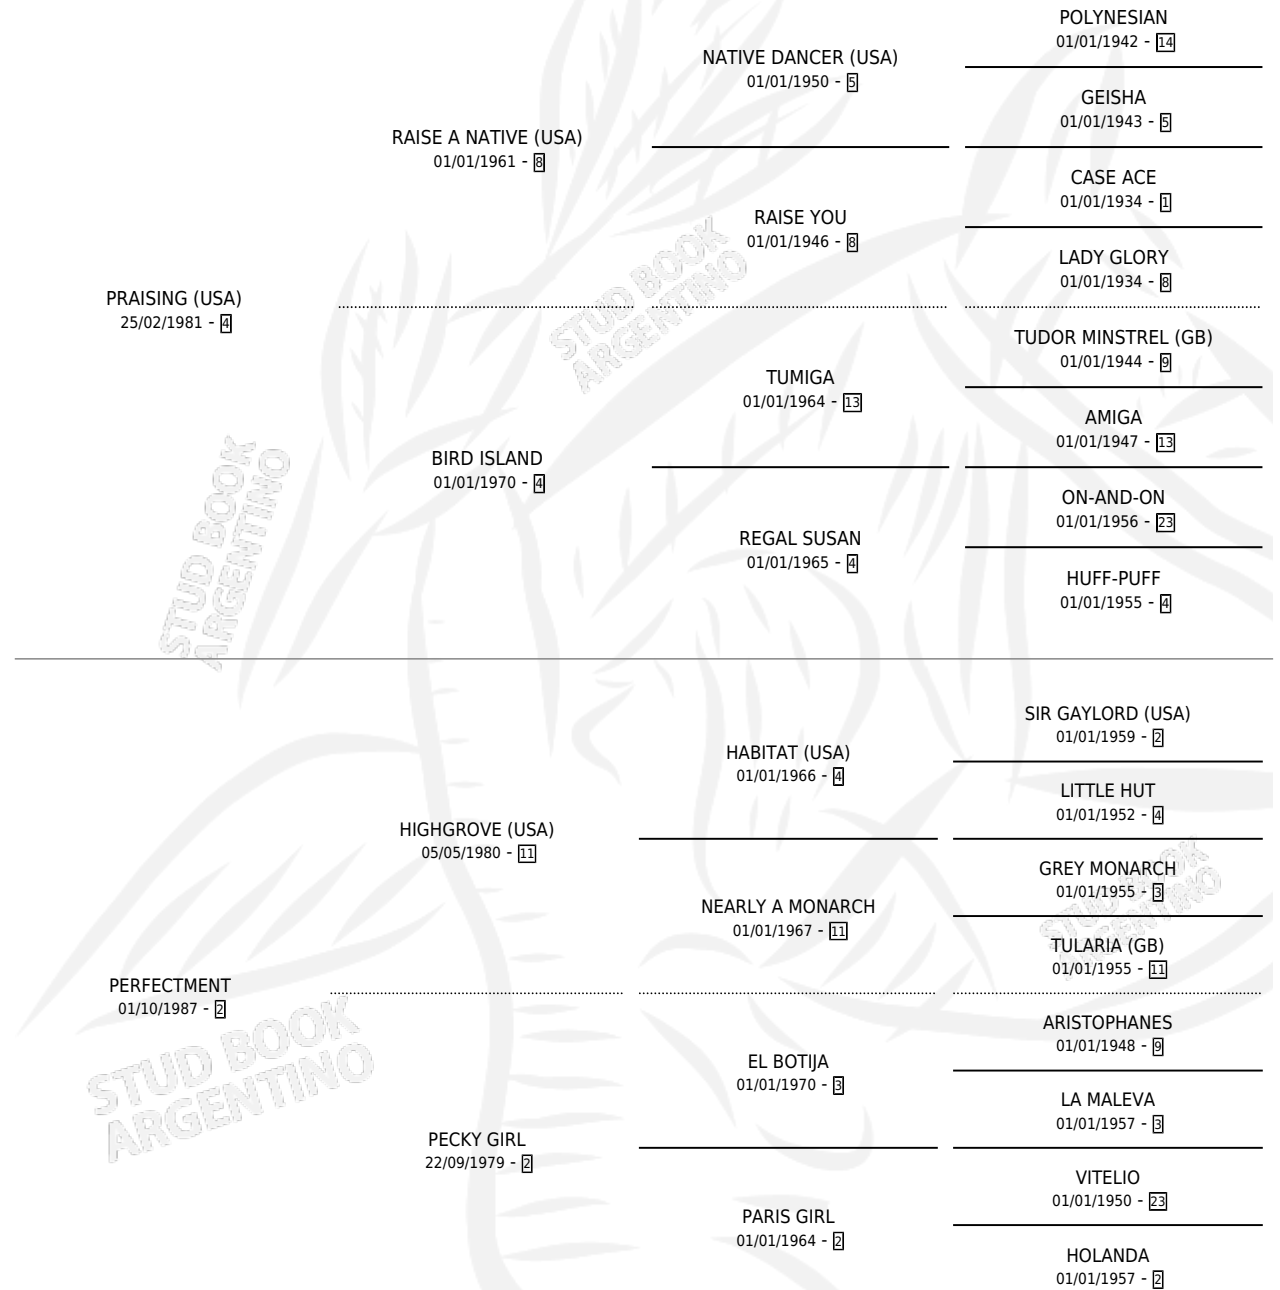 POLYNESIAN
01/01/1942 - 14
NATIVE DANCER (USA)
01/01/1950 - 5
GEISHA
01/01/1943 - 5
RAISE A NATIVE (USA)
01/01/1961 - 8
CASE ACE
01/01/1934 - 1
RAISE YOU
01/01/1946 - 8
LADY GLORY
01/01/1934 - 8
PRAISING (USA)
25/02/1981 - 4
TUDOR MINSTREL (GB)
01/01/1944 - 9
TUMIGA
01/01/1964 - 13
AMIGA
01/01/1947 - 13
BIRD ISLAND
01/01/1970 - 4
ON-AND-ON
01/01/1956 - 23
REGAL SUSAN
01/01/1965 - 4
HUFF-PUFF
01/01/1955 - 4
STUD BOOK
ARGENTINO
STUD BOOK
ARGENTINO
SIR GAYLORD (USA)
01/01/1959 - 2
HABITAT (USA)
01/01/1966 - 4
LITTLE HUT
01/01/1952 - 4
HIGHGROVE (USA)
05/05/1980 - 11
GREY MONARCH
01/01/1955 - 3
NEARLY A MONARCH
01/01/1967 - 11
TULARIA (GB)
01/01/1955 - 11
STUD BOOK
ARGENTINO
PERFECTMENT
01/10/1987 - 2
ARISTOPHANES
01/01/1948 - 9
EL BOTIJA
01/01/1970 - 3
LA MALEVA
01/01/1957 - 3
PECKY GIRL
22/09/1979 - 2
VITELIO
01/01/1950 - 23
PARIS GIRL
01/01/1964 - 2
HOLANDA
01/01/1957 - 2
STUD BOOK
ARGENTINO